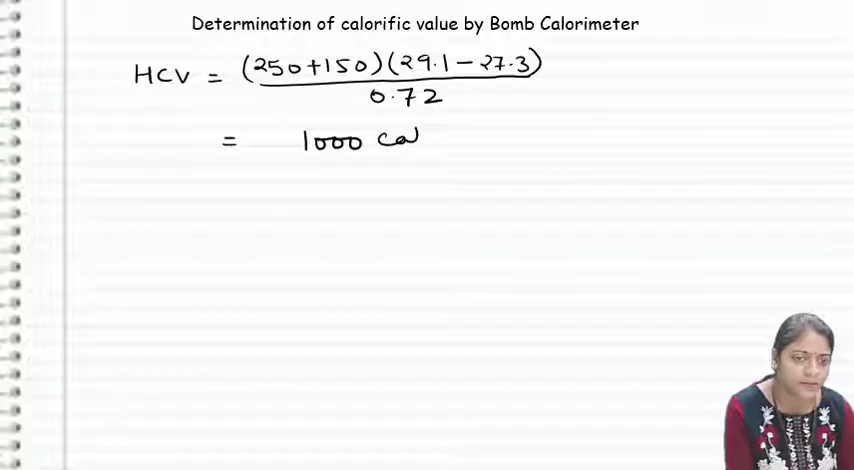 Determination of calorific value by Bomb Calorimeter
HCV = (250+150)(29.1-27.3)
0.72
= 1000 cal